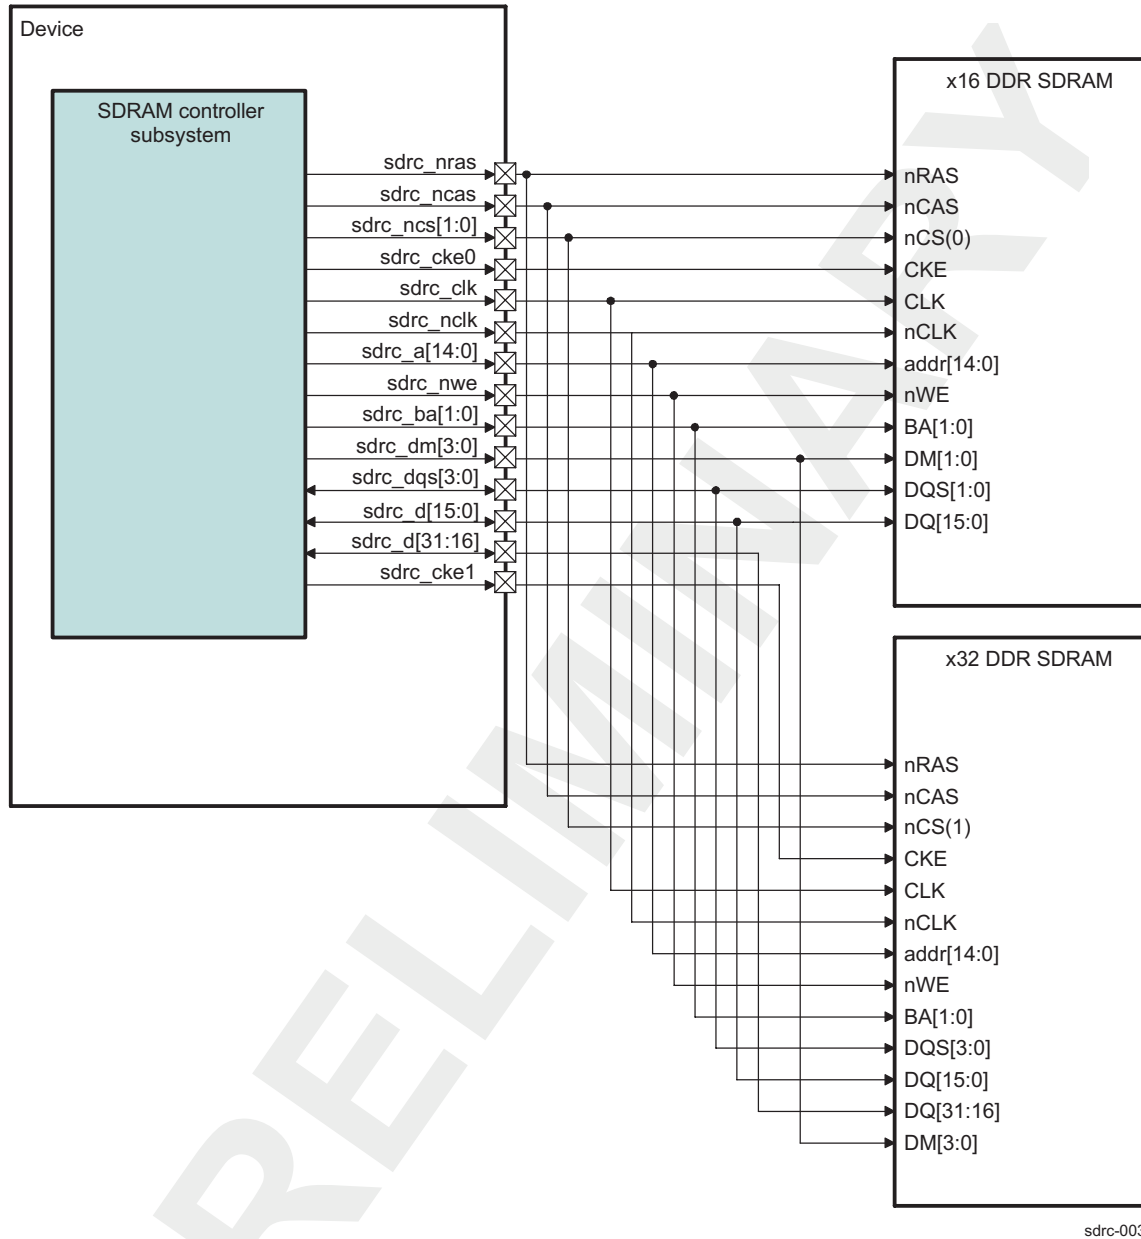 Device
SDRAM controller
subsystem
sdrc_nras
sdrc_ncas
sdrc_ncs[1:0]
sdrc_cke0
sdrc_clk
sdrc_nclk
sdrc_a[14:0]
sdrc_nwe
sdrc_ba[1:0]
sdrc_dm[3:0]
sdrc_dqs[3:0]
sdrc_d[15:0]
sdrc_d[31:16]
sdrc_cke1
x16 DDR SDRAM
nRAS
nCAS
nCS(0)
CKE
CLK
nCLK
addr[14:0]
nWE
BA[1:0]
DM[1:0]
DQS[1:0]
DQ[15:0]
x32 DDR SDRAM
nRAS
nCAS
nCS(1)
CKE
CLK
nCLK
addr[14:0]
nWE
BA[1:0]
DQS[3:0]
DQ[15:0]
DQ[31:16]
DM[3:0]
sdrc-003
RELIMINARY